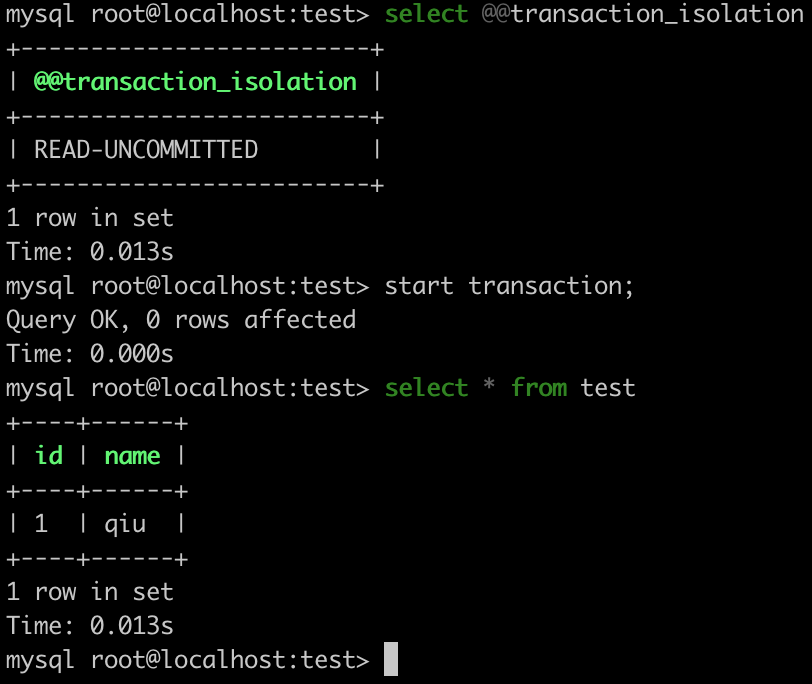 mysql root@localhost:test> select @@transaction_isolation
+-------------------------+
| @@transaction_isolation |
+-------------------------+
| READ-UNCOMMITTED        |
+-------------------------+
1 row in set
Time: 0.013s
mysql root@localhost:test> start transaction;
Query OK, 0 rows affected
Time: 0.000s
mysql root@localhost:test> select * from test
+----+------+
| id | name |
+----+------+
| 1  | qiu  |
+----+------+
1 row in set
Time: 0.013s
mysql root@localhost:test>